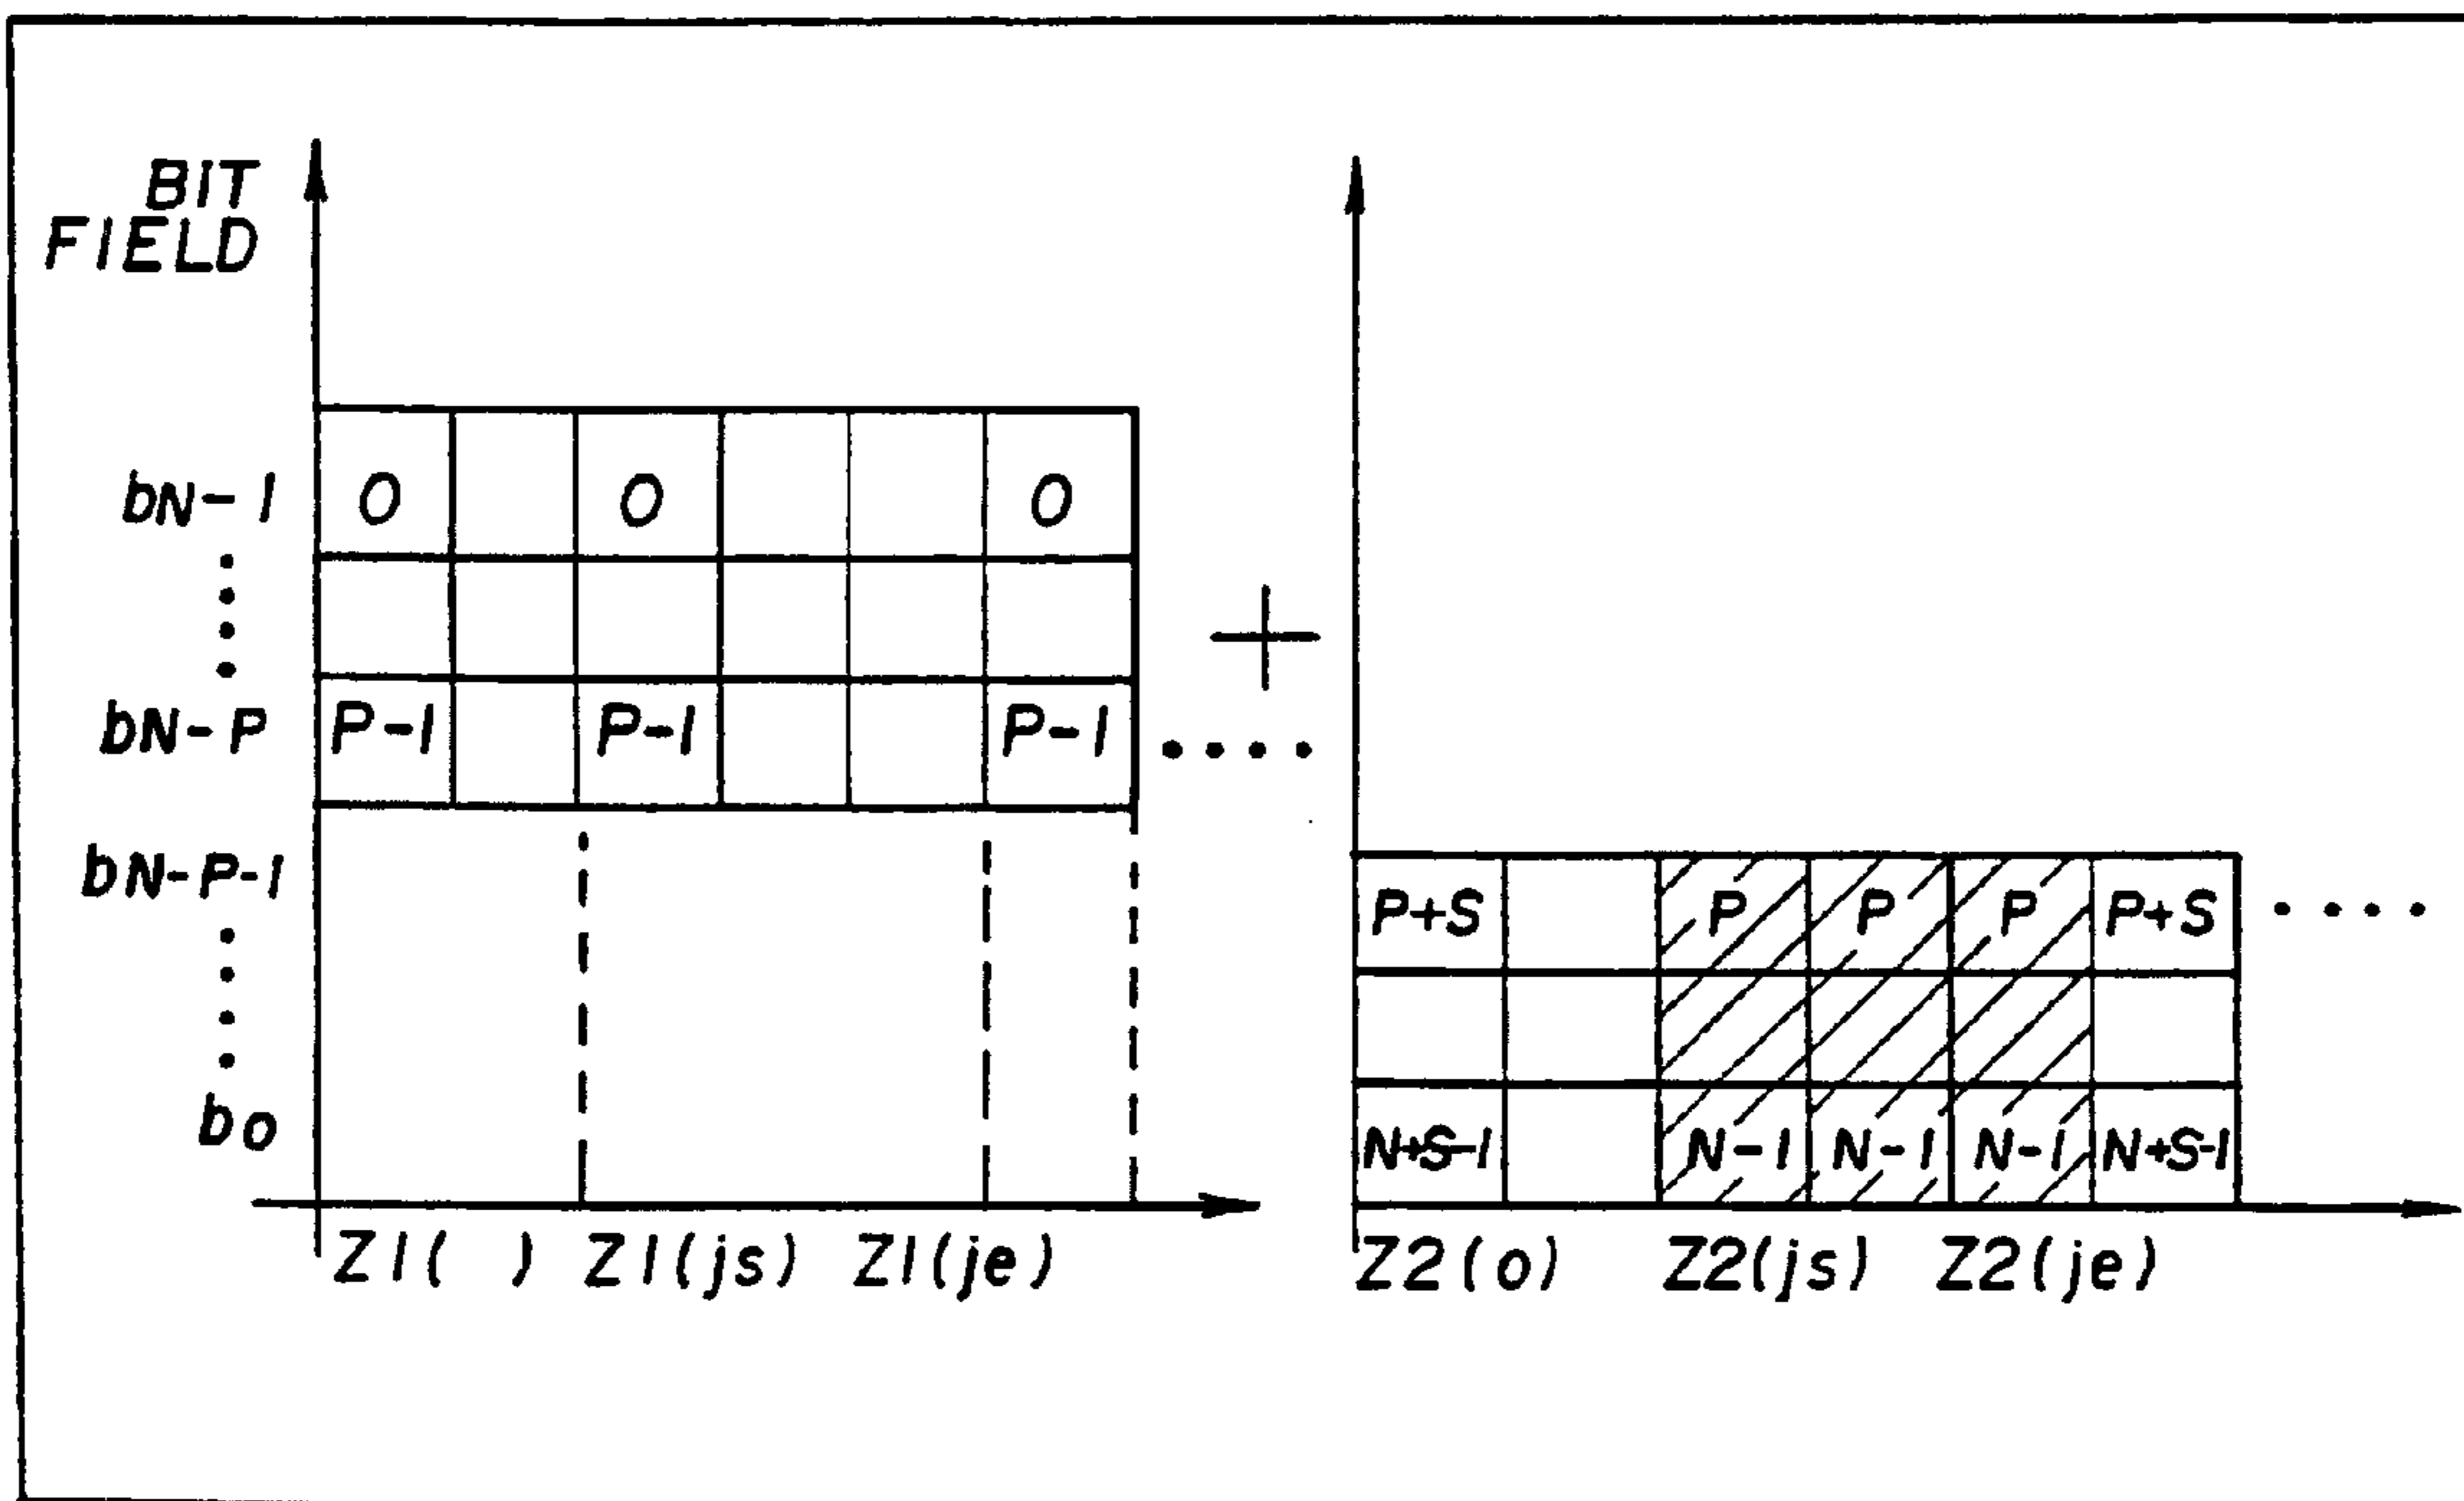 BIT
FIELD
bN-1 O O O
bN-P P-1 P-1 P-1
bN-P-1
bo
Z1( ) Z1(js) Z1(je)
+
P+S P P P P+S
N+S-1 N-1 N-1 N-1 N+S-1
Z2(o) Z2(js) Z2(je)